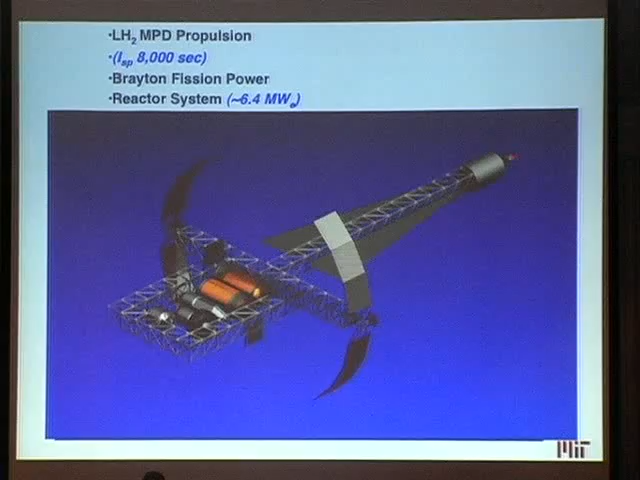 •LH₂ MPD Propulsion
•(Isp 8,000 sec)
•Brayton Fission Power
•Reactor System (~6.4 MWe)
MIT